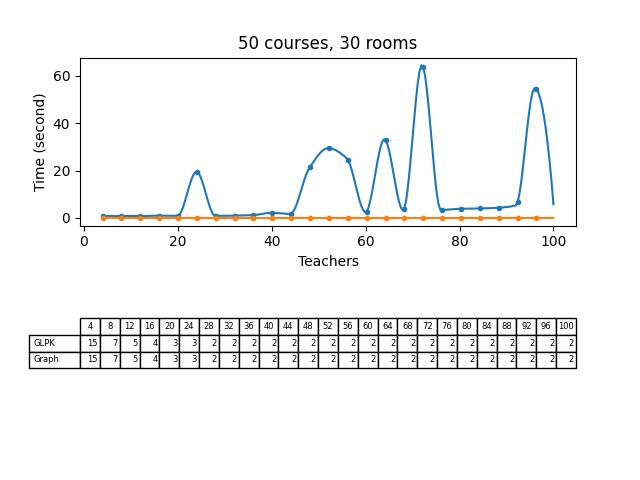 50 courses, 30 rooms
60
40
20
0
Time (second)
0 20 40 60 80 100
Teachers
4 8 12 16 20 24 28 32 36 40 44 48 52 56 60 64 68 72 76 80 84 88 92 96 100
GLPK 15 7 5 4 3 3 2 2 2 2 2 2 2 2 2 2 2 2 2 2 2 2 2 2 2
Graph 15 7 5 4 3 3 2 2 2 2 2 2 2 2 2 2 2 2 2 2 2 2 2 2 2